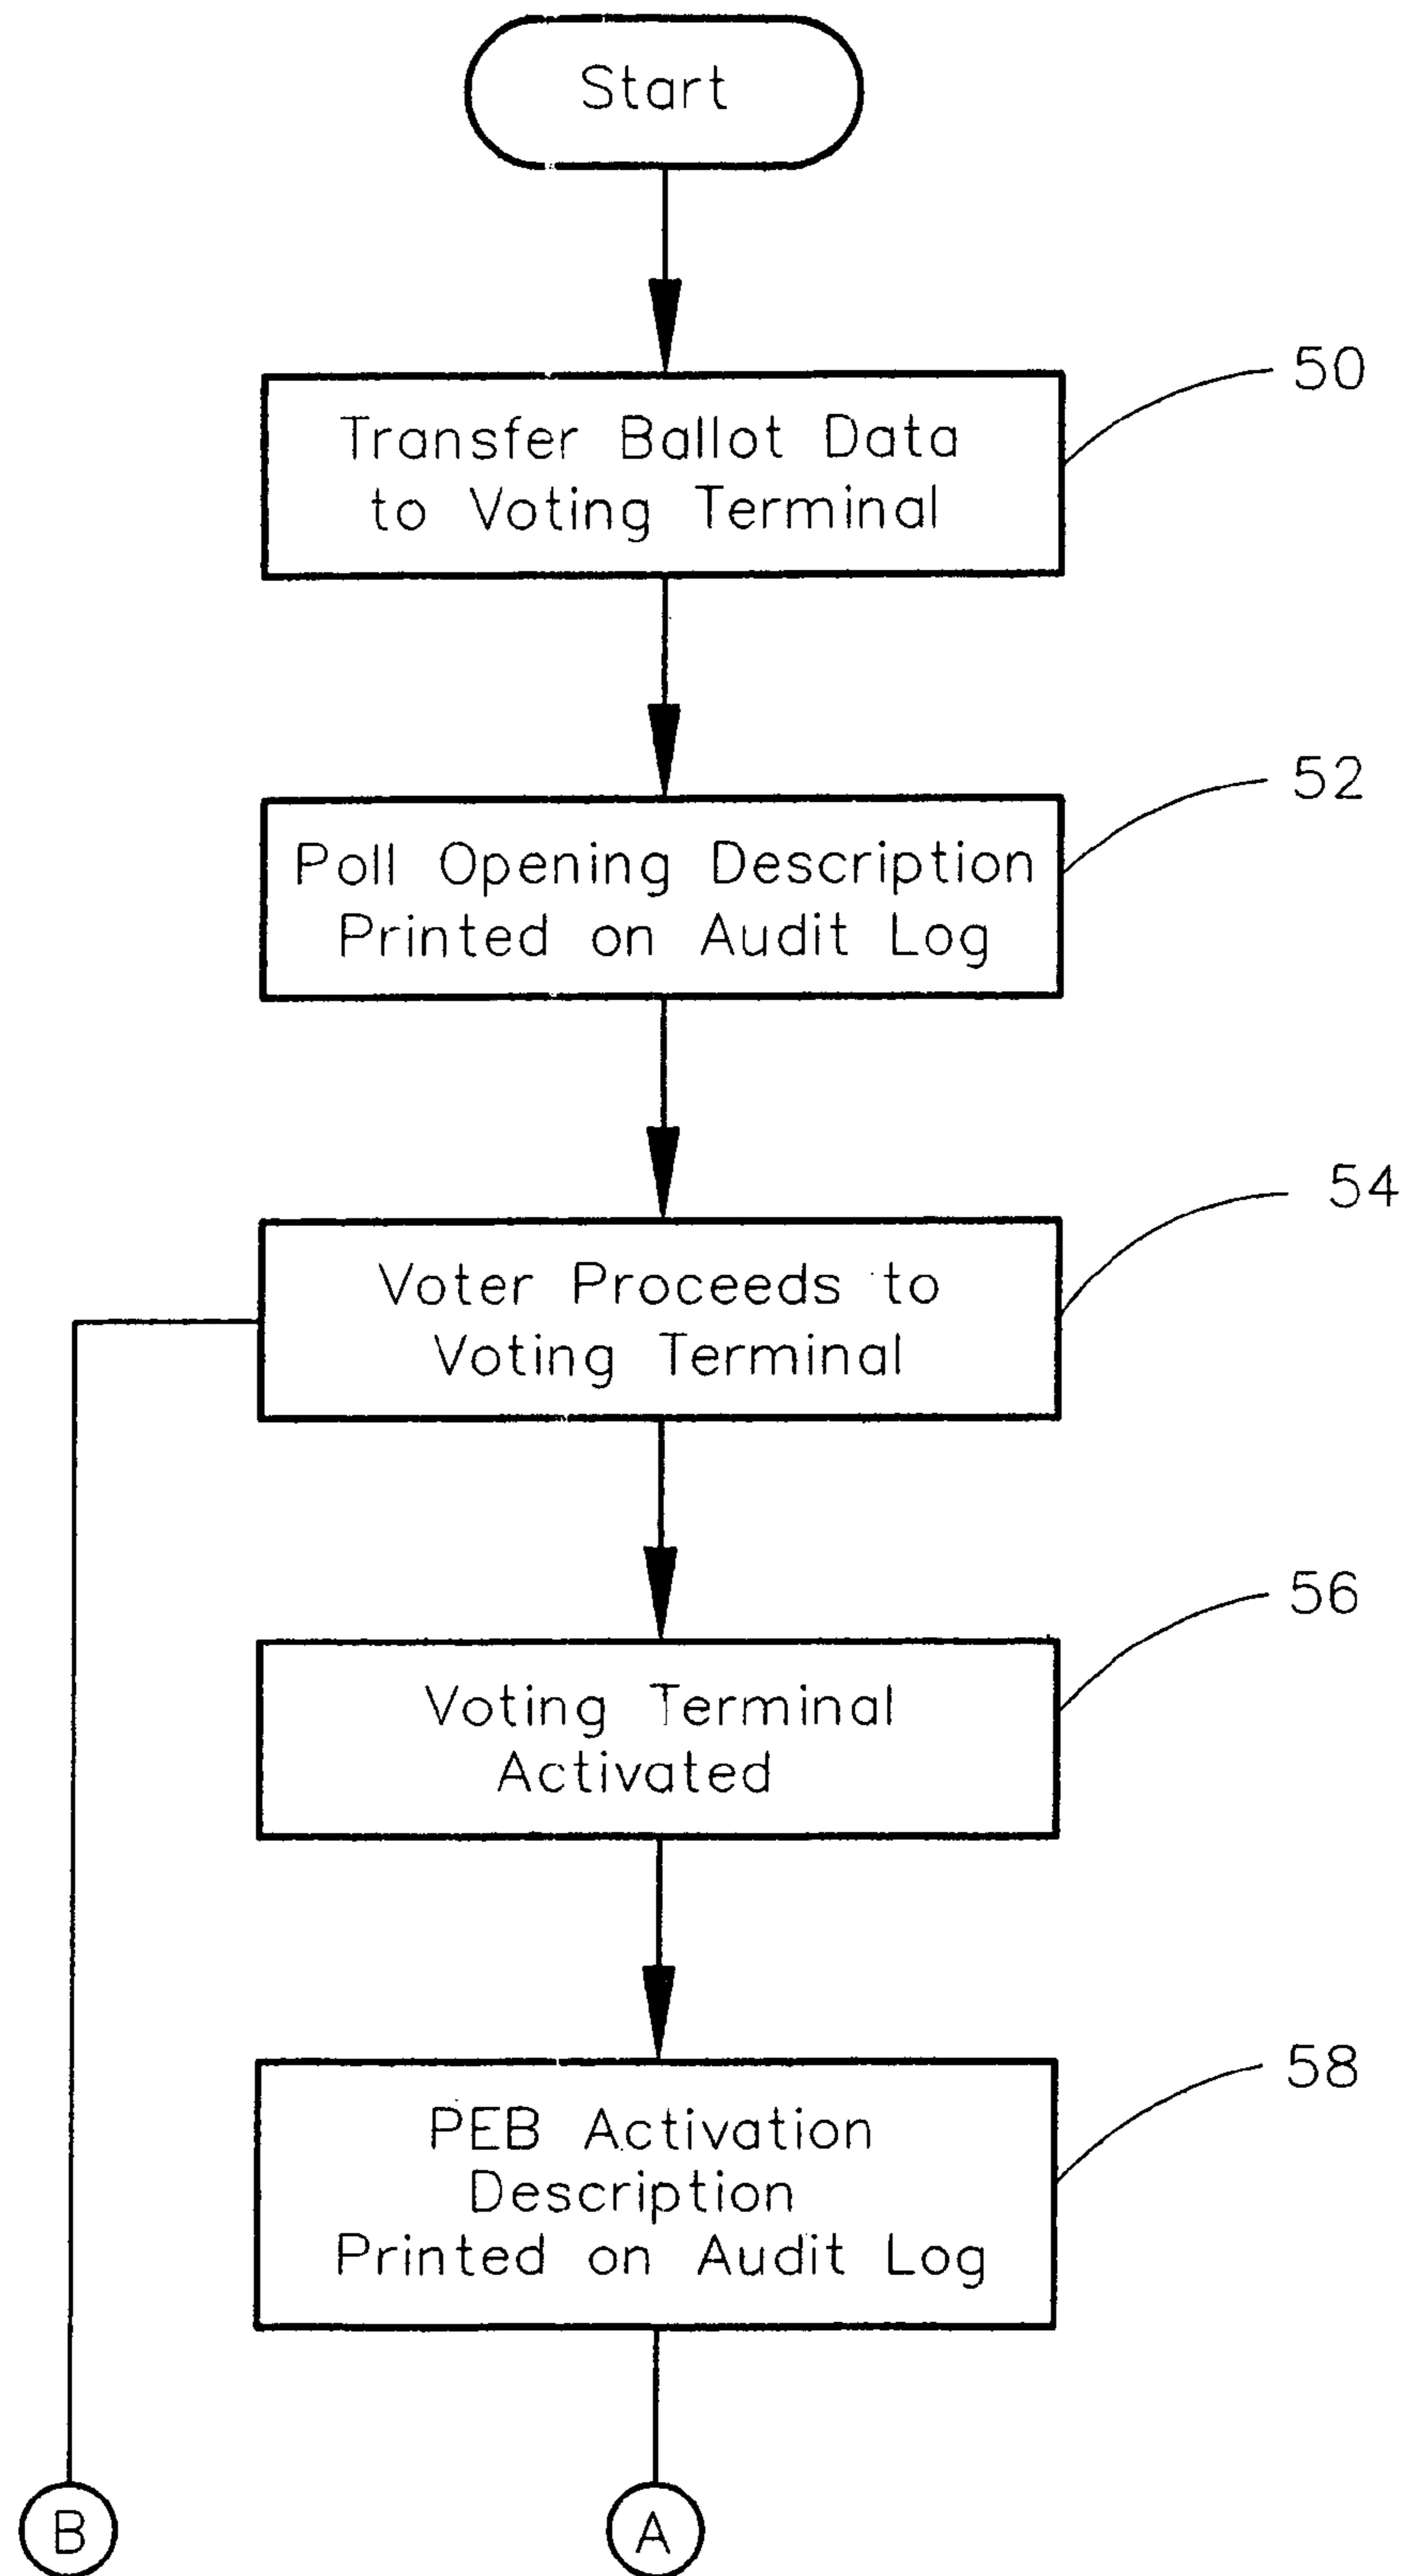 Start
50
Transfer Ballot Data
to Voting Terminal
52
Poll Opening Description
Printed on Audit Log
54
Voter Proceeds to
Voting Terminal
56
Voting Terminal
Activated
58
PEB Activation
Description
Printed on Audit Log
B
A